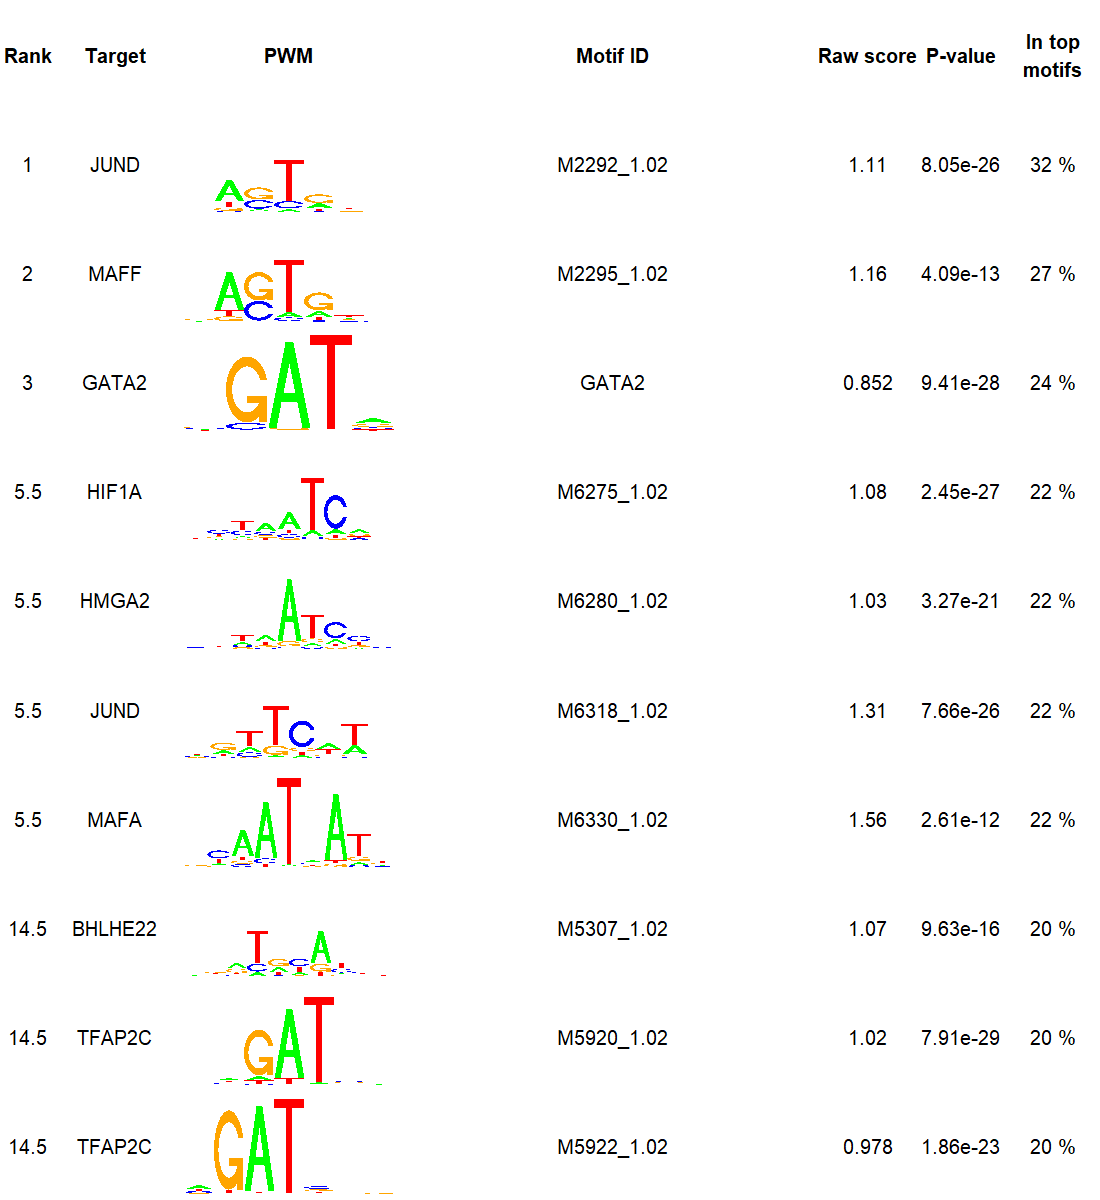 Rank Target PWM Motif ID Raw score P-value In top motifs
1 JUND M2292_1.02 1.11 8.05e-26 32 %
2 MAFF M2295_1.02 1.16 4.09e-13 27 %
3 GATA2 GATA2 0.852 9.41e-28 24 %
5.5 HIF1A M6275_1.02 1.08 2.45e-27 22 %
5.5 HMGA2 M6280_1.02 1.03 3.27e-21 22 %
5.5 JUND M6318_1.02 1.31 7.66e-26 22 %
5.5 MAFA M6330_1.02 1.56 2.61e-12 22 %
14.5 BHLHE22 M5307_1.02 1.07 9.63e-16 20 %
14.5 TFAP2C M5920_1.02 1.02 7.91e-29 20 %
14.5 TFAP2C M5922_1.02 0.978 1.86e-23 20 %